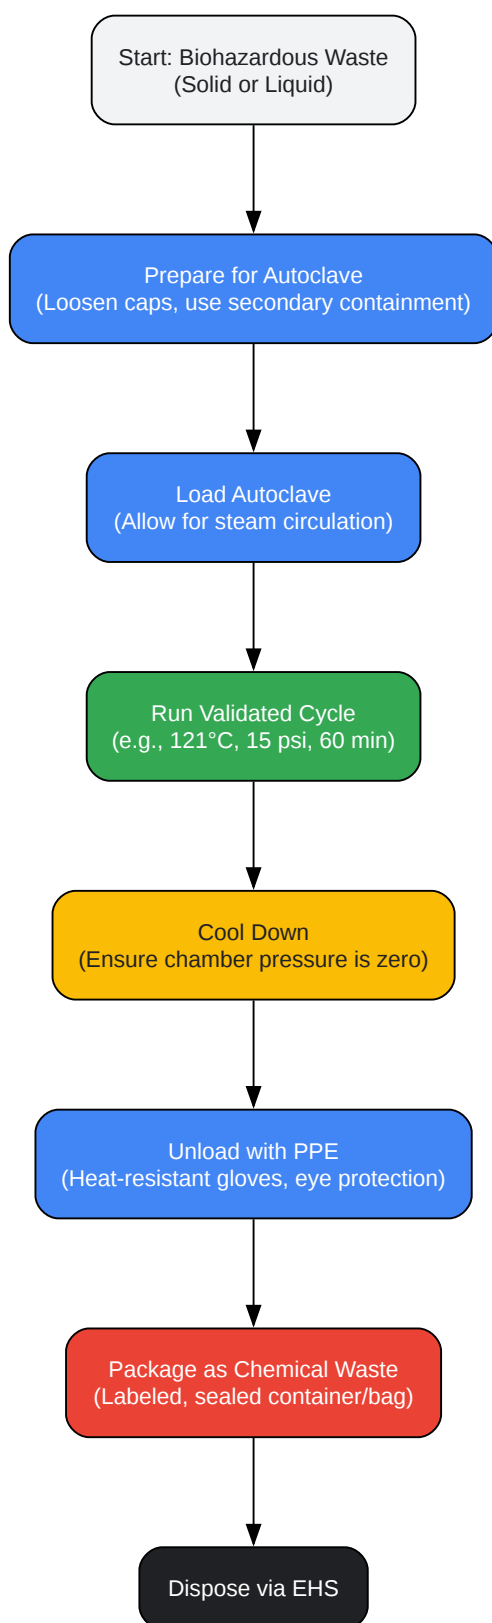 Start: Biohazardous Waste
(Solid or Liquid)
Prepare for Autoclave
(Loosen caps, use secondary containment)
Load Autoclave
(Allow for steam circulation)
Run Validated Cycle
(e.g., 121°C, 15 psi, 60 min)
Cool Down
(Ensure chamber pressure is zero)
Unload with PPE
(Heat-resistant gloves, eye protection)
Package as Chemical Waste
(Labeled, sealed container/bag)
Dispose via EHS